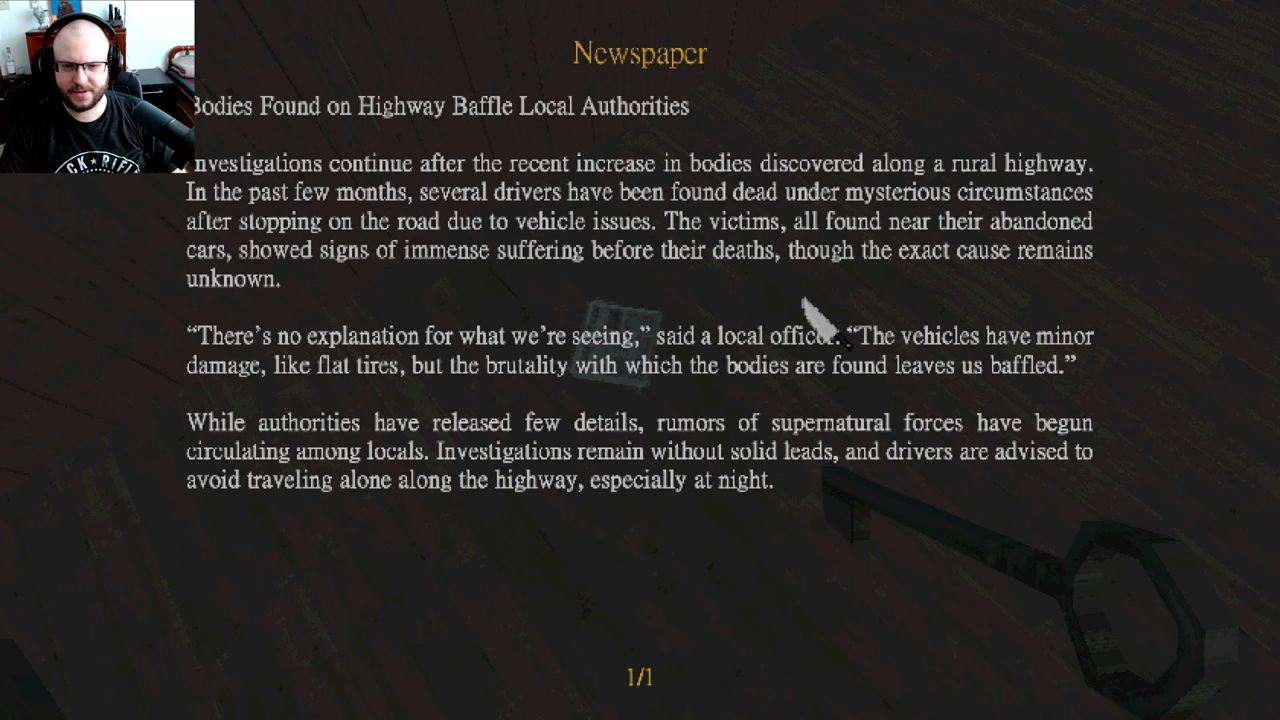 Newspaper
Bodies Found on Highway Baffle Local Authorities
Investigations continue after the recent increase in bodies discovered along a rural highway.
In the past few months, several drivers have been found dead under mysterious circumstances
after stopping on the road due to vehicle issues. The victims, all found near their abandoned
cars, showed signs of immense suffering before their deaths, though the exact cause remains
unknown.
“There’s no explanation for what we’re seeing,” said a local officer. “The vehicles have minor
damage, like flat tires, but the brutality with which the bodies are found leaves us baffled.”
While authorities have released few details, rumors of supernatural forces have begun
circulating among locals. Investigations remain without solid leads, and drivers are advised to
avoid traveling alone along the highway, especially at night.
1/1